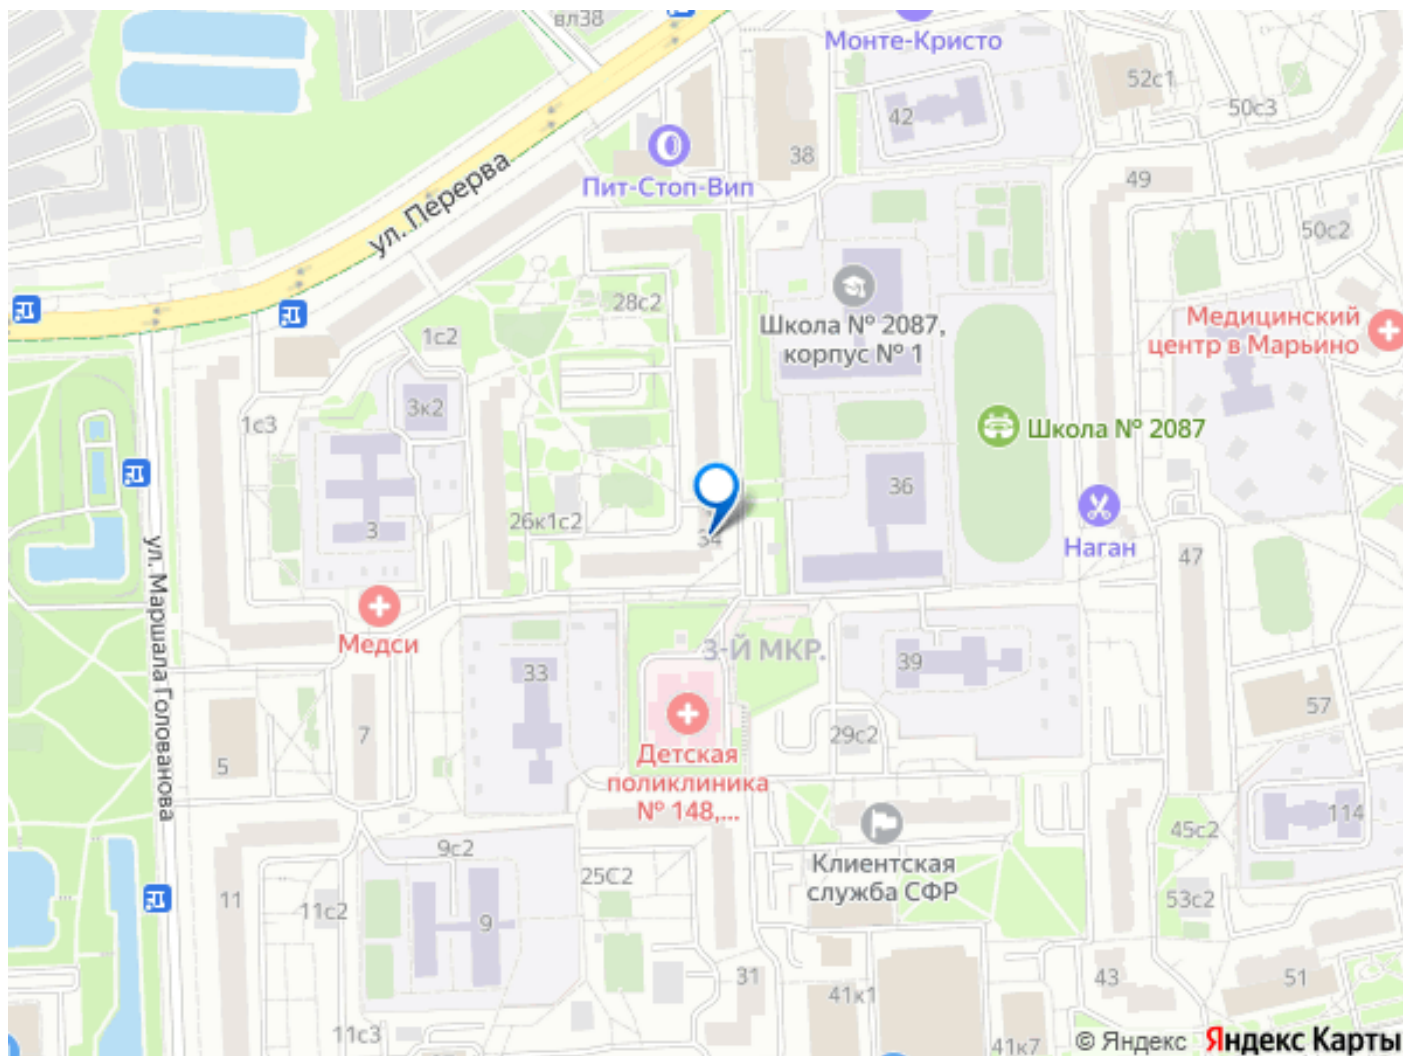 вл38
Монте-Кристо
52с1
50с3
42
38
Пит-Стоп-Вип
49
ул. Перерва
50с2
28с2
Школа № 2087,
корпус № 1
Медицинский
центр в Марьино
1с2
3к2
1с3
Школа № 2087
36
26к1с2
3
34
Наган
47
ул. Маршала Голованова
Медси
3-Й МКР.
39
33
57
7
29с2
5
Детская
поликлиника
№ 148,...
114
45с2
9с2
Клиентская
служба СФР
25С2
11
11с2
53с2
9
31
43
51
41к1
11с3
41к7
© Яндекс Яндекс Карты